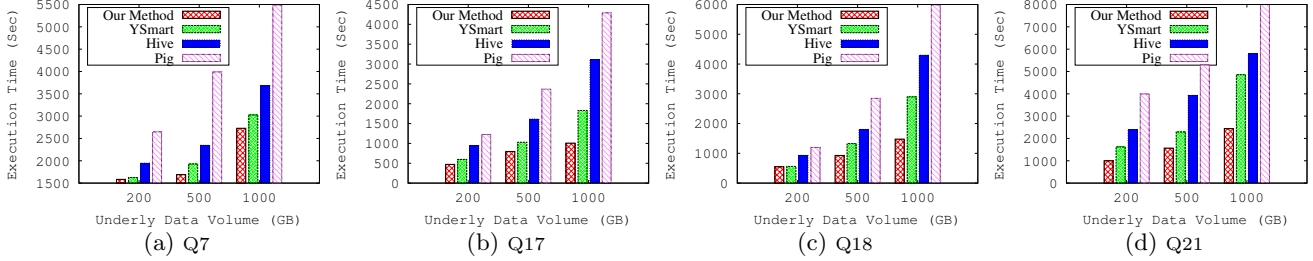 Execution Time (Sec)
5500
5000
4500
4000
3500
3000
2500
2000
1500
Our Method
YSmart
Hive
Pig
200 500 1000
Underly Data Volume (GB)
(a) Q7
Execution Time (Sec)
4500
4000
3500
3000
2500
2000
1500
1000
500
0
Our Method
YSmart
Hive
Pig
200 500 1000
Underly Data Volume (GB)
(b) Q17
Execution Time (Sec)
6000
5000
4000
3000
2000
1000
0
Our Method
YSmart
Hive
Pig
200 500 1000
Underly Data Volume (GB)
(c) Q18
Execution Time (Sec)
8000
7000
6000
5000
4000
3000
2000
1000
0
Our Method
YSmart
Hive
Pig
200 500 1000
Underly Data Volume (GB)
(d) Q21